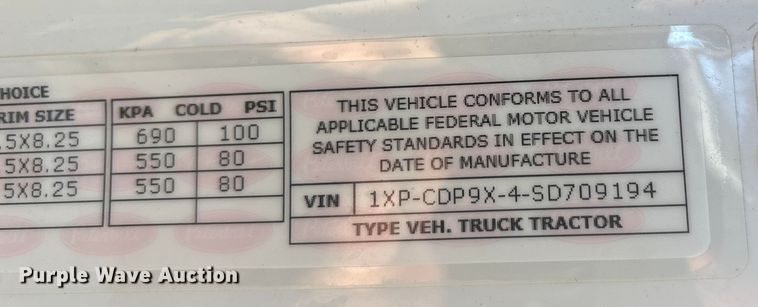 HOICE
RIM SIZE KPA COLD PSI
.5X8.25 690 100
5X8.25 550 80
5X8.25 550 80
THIS VEHICLE CONFORMS TO ALL
APPLICABLE FEDERAL MOTOR VEHICLE
SAFETY STANDARDS IN EFFECT ON THE
DATE OF MANUFACTURE
VIN 1XP-CDP9X-4-SD709194
TYPE VEH. TRUCK TRACTOR
Purple Wave Auction